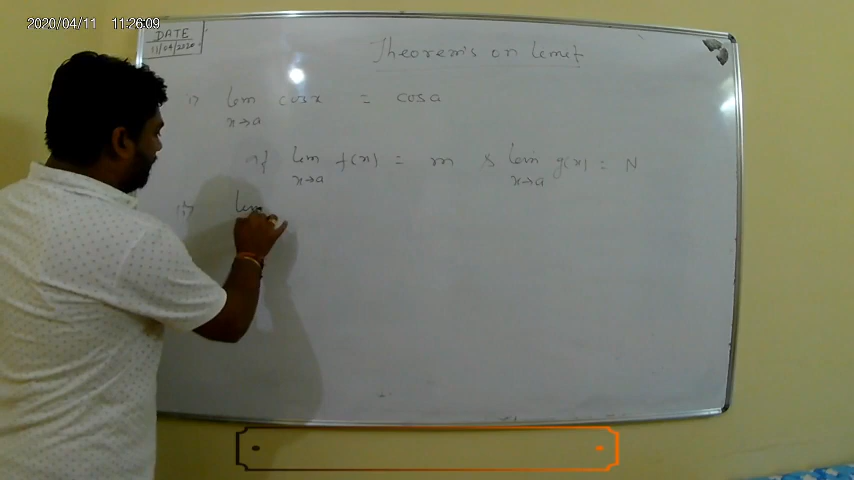 2020/04/11 11:26:09
DATE
11/04/2020
Theorem's on Limit
i) lim cosx = cosa
x→a
If lim f(x) = m & lim g(x) = N
x→a x→a
ii) lim